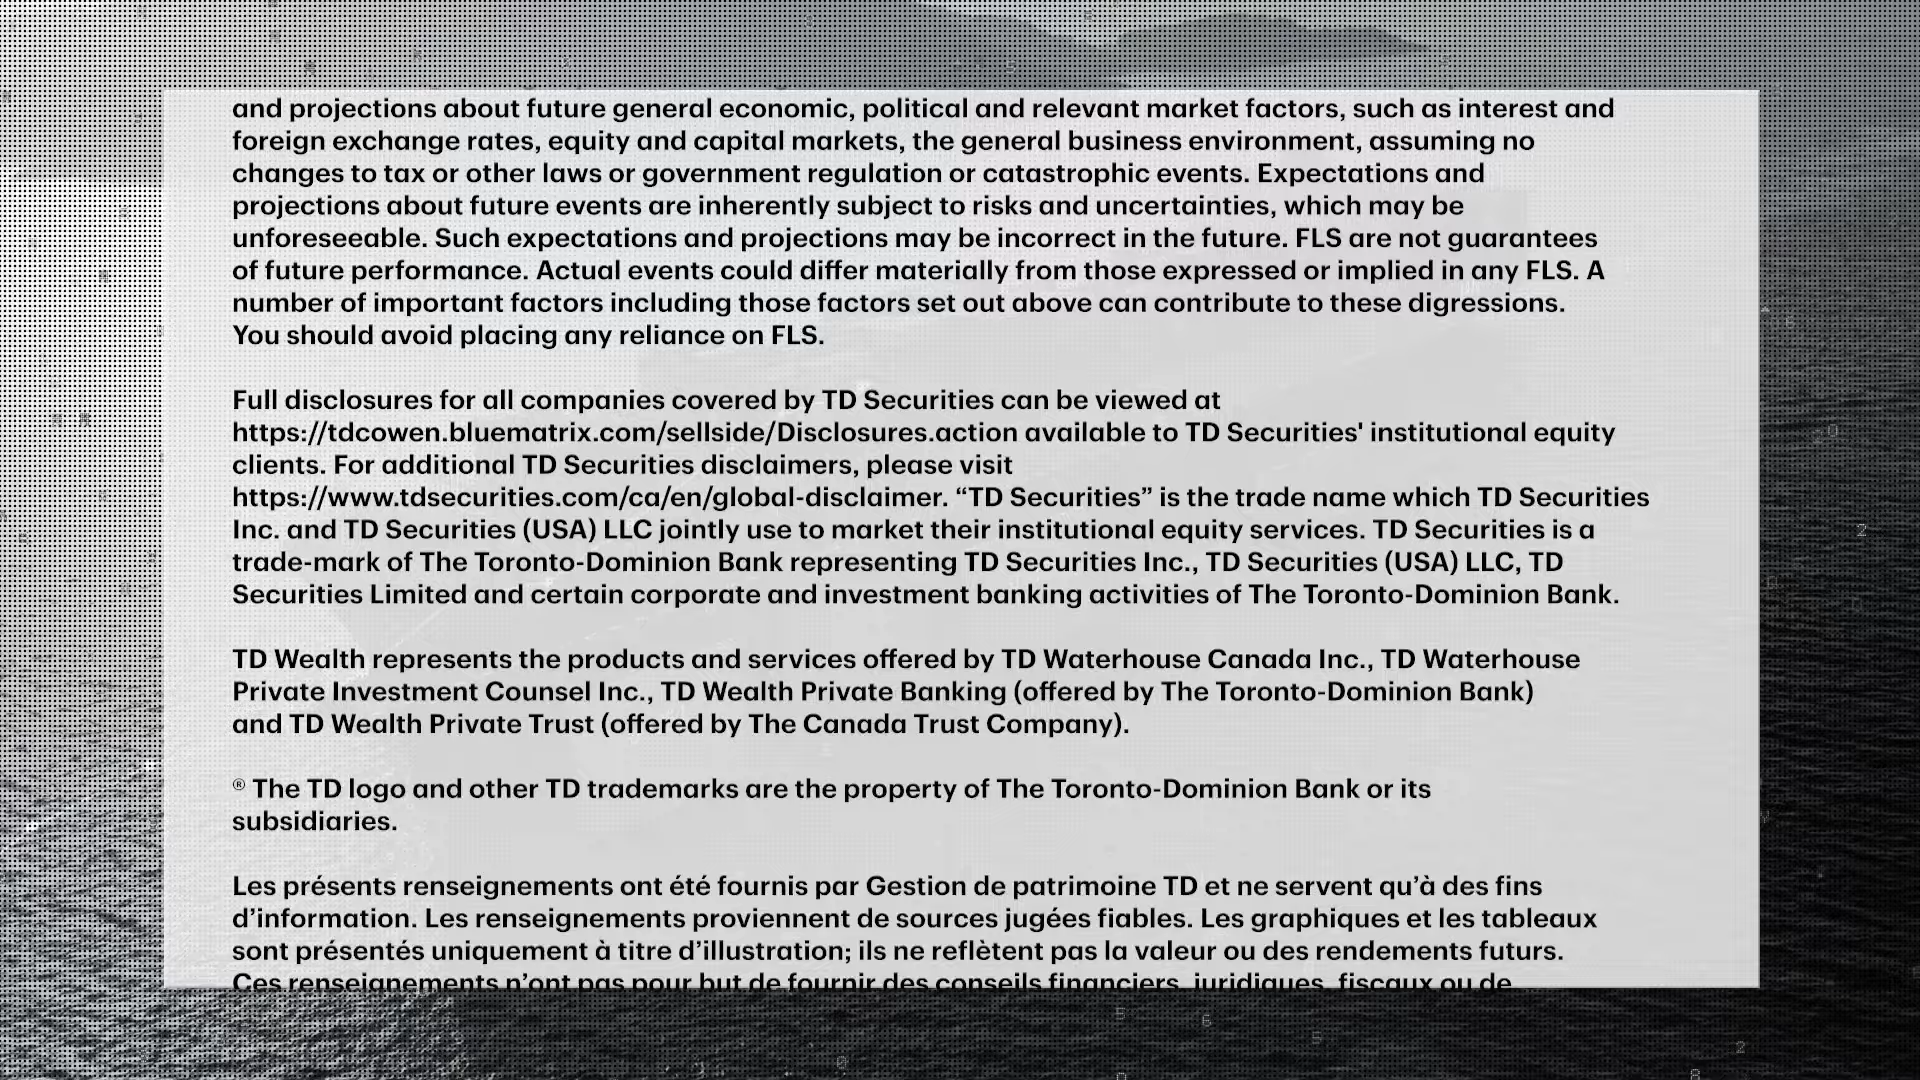 and projections about future general economic, political and relevant market factors, such as interest and
foreign exchange rates, equity and capital markets, the general business environment, assuming no
changes to tax or other laws or government regulation or catastrophic events. Expectations and
projections about future events are inherently subject to risks and uncertainties, which may be
unforeseeable. Such expectations and projections may be incorrect in the future. FLS are not guarantees
of future performance. Actual events could differ materially from those expressed or implied in any FLS. A
number of important factors including those factors set out above can contribute to these digressions.
You should avoid placing any reliance on FLS.
Full disclosures for all companies covered by TD Securities can be viewed at
https://tdcowen.bluematrix.com/sellside/Disclosures.action available to TD Securities' institutional equity
clients. For additional TD Securities disclaimers, please visit
https://www.tdsecurities.com/ca/en/global-disclaimer. “TD Securities” is the trade name which TD Securities
Inc. and TD Securities (USA) LLC jointly use to market their institutional equity services. TD Securities is a
trade-mark of The Toronto-Dominion Bank representing TD Securities Inc., TD Securities (USA) LLC, TD
Securities Limited and certain corporate and investment banking activities of The Toronto-Dominion Bank.
TD Wealth represents the products and services offered by TD Waterhouse Canada Inc., TD Waterhouse
Private Investment Counsel Inc., TD Wealth Private Banking (offered by The Toronto-Dominion Bank)
and TD Wealth Private Trust (offered by The Canada Trust Company).
® The TD logo and other TD trademarks are the property of The Toronto-Dominion Bank or its
subsidiaries.
Les présents renseignements ont été fournis par Gestion de patrimoine TD et ne servent qu’à des fins
d’information. Les renseignements proviennent de sources jugées fiables. Les graphiques et les tableaux
sont présentés uniquement à titre d’illustration; ils ne reflètent pas la valeur ou des rendements futurs.
Ces renseignements n’ont pas pour but de fournir des conseils financiers, juridiques, fiscaux ou de